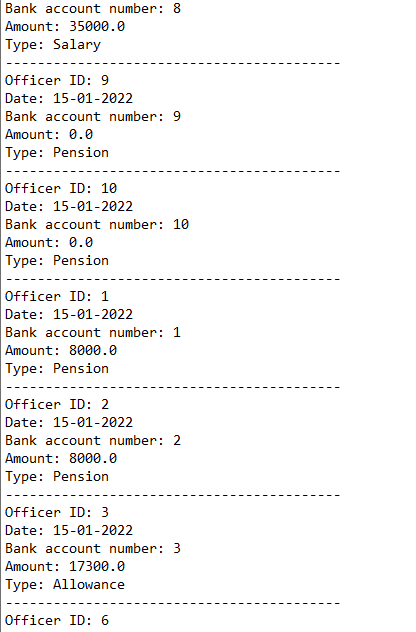 Bank account number: 8
Amount: 35000.0
Type: Salary
-----------------------------------------
Officer ID: 9
Date: 15-01-2022
Bank account number: 9
Amount: 0.0
Type: Pension
-----------------------------------------
Officer ID: 10
Date: 15-01-2022
Bank account number: 10
Amount: 0.0
Type: Pension
-----------------------------------------
Officer ID: 1
Date: 15-01-2022
Bank account number: 1
Amount: 8000.0
Type: Pension
-----------------------------------------
Officer ID: 2
Date: 15-01-2022
Bank account number: 2
Amount: 8000.0
Type: Pension
-----------------------------------------
Officer ID: 3
Date: 15-01-2022
Bank account number: 3
Amount: 17300.0
Type: Allowance
-----------------------------------------
Officer ID: 6